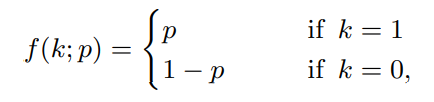 f(k; p) = { p if k = 1
1 − p if k = 0,